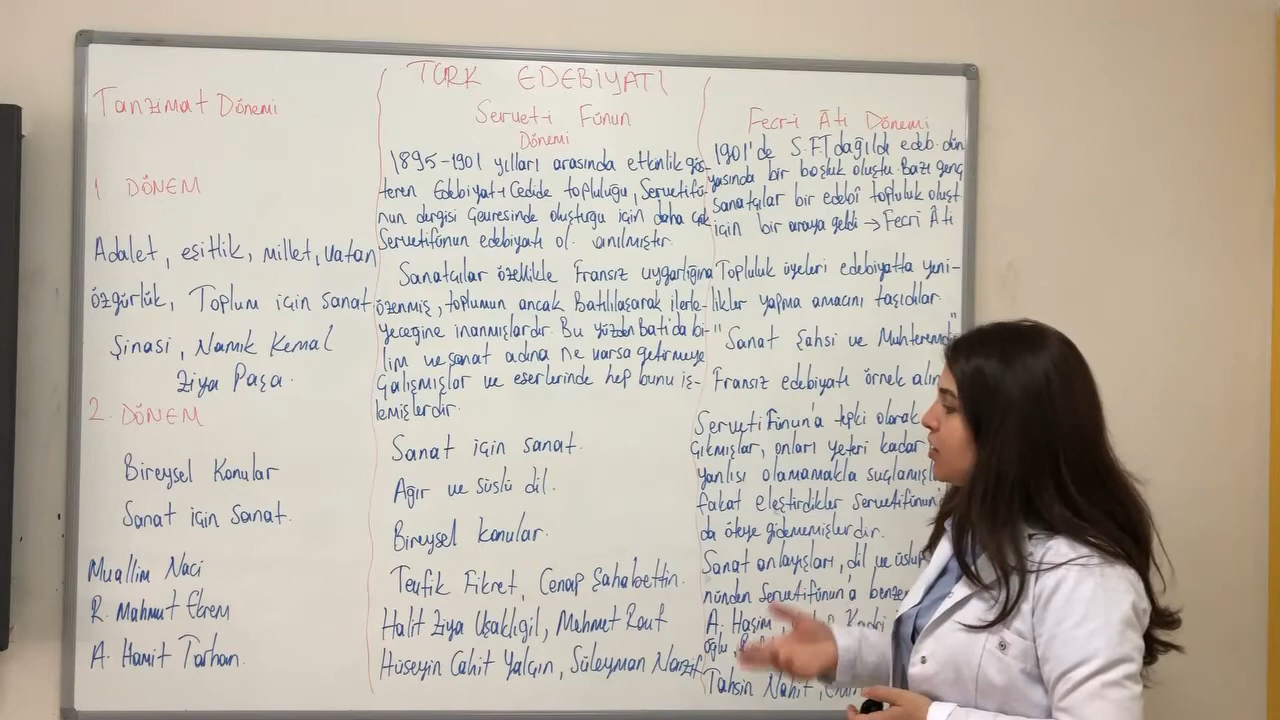 TÜRK EDEBİYATI
Tanzimat Dönemi
1 DÖNEM
Adalet, eşitlik, millet, vatan
özgürlük, Toplum için sanat
Şinasi, Namık Kemal
Ziya Paşa.
2. DÖNEM
Bireysel Konular
Sanat için Sanat.
Muallim Naci
R. Mahmut Ekrem
A. Hamit Tarhan.
Servet-i Fünun
Dönemi
1895-1901 yılları arasında etkinlik gös-
teren Edebiyat-ı Cedide topluluğu, Servetifü-
nun dergisi çevresinde oluştuğu için daha çok
Servetifünun edebiyatı ol. anılmıştır.
Sanatçılar özellikle Fransız uygarlığına
özenmiş, toplumun ancak Batılılaşarak ilerle-
yeceğine inanmışlardır. Bu yüzden Batı'da bi-
lim ve sanat adına ne varsa getirmeye
çalışmışlar ve eserlerinde hep bunu iş-
lemişlerdir.
Sanat için sanat.
Ağır ve süslü dil.
Bireysel konular.
Tevfik Fikret, Cenap Şahabettin.
Halit Ziya Uşaklıgil, Mehmet Rauf
Hüseyin Cahit Yalçın, Süleyman Nazif
Fecr-i Âti Dönemi
1901'de S.F.T dağıldı edeb. dün
yasında bir boşluk oluştu. Bazı genç
sanatçılar bir edebî topluluk oluşt
için bir araya geldi → Fecri Âti
Topluluk üyeleri edebiyatta yeni-
likler yapma amacını taşıdılar.
"Sanat Şahsi ve Muhteremdir"
Fransız edebiyatı örnek alın
Servetifünun'a tepki olarak
çıkmışlar, onları yeteri kadar
yanlısı olamamakla suçlamış
fakat eleştirdikler Servetifünun'
da öteye gidememişlerdir.
Sanat anlayışları, dil ve üslup
nünden Servetifünun'a benzer
A. Haşim, Kadri
oğlu,
Tahsin Nahit,